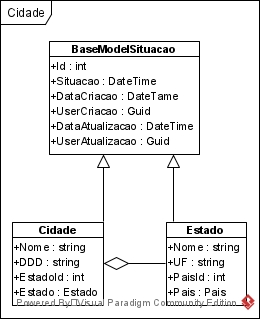 Cidade
BaseModelSituacao
+Id : int
+Situacao : DateTime
+DataCriacao : DateTame
+UserCriacao : Guid
+DataAtualizacao : DateTime
+UserAtualizacao : Guid
Cidade
+Nome : string
+DDD : string
+EstadoId : int
+Estado : Estado
Estado
+Nome : string
+UF : string
+PaisId : int
+Pais : Pais
Powered By Visual Paradigm Community Edition